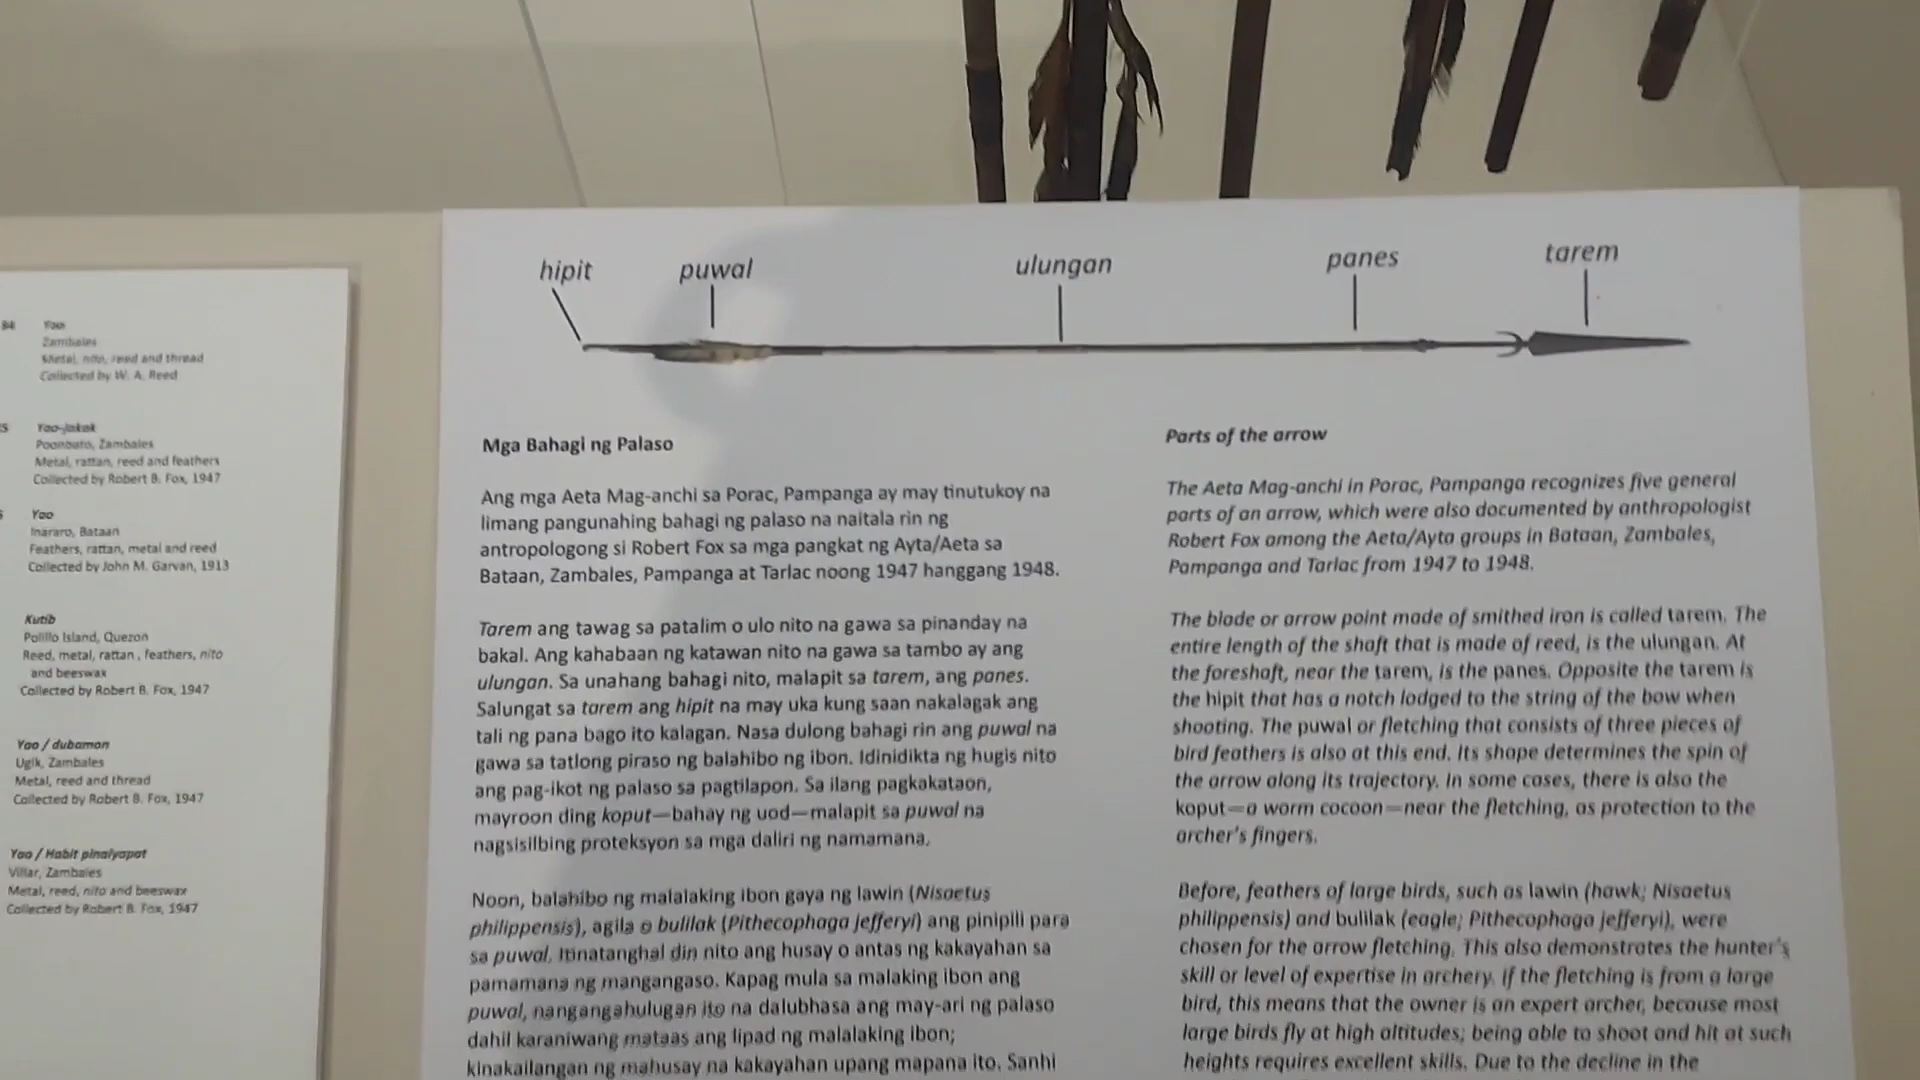 hipit
puwal
ulungan
panes
tarem
84 Yau
Zambales
Metal, nito, reed and thread
Collected by W. A. Reed
5 Yao-jakak
Poonbato, Zambales
Metal, rattan, reed and feathers
Collected by Robert B. Fox, 1947
Yao
Inararo, Bataan
Feathers, rattan, metal and reed
Collected by John M. Garvan, 1913
Kutib
Polillo Island, Quezon
Reed, metal, rattan , feathers, nito
and beeswax
Collected by Robert B. Fox, 1947
Yao / dubamon
Ugik, Zambales
Metal, reed and thread
Collected by Robert B. Fox, 1947
Yao / Habit pinalyapat
Villar, Zambales
Metal, reed, nito and beeswax
Collected by Robert B. Fox, 1947
Mga Bahagi ng Palaso
Ang mga Aeta Mag-anchi sa Porac, Pampanga ay may tinutukoy na
limang pangunahing bahagi ng palaso na naitala rin ng
antropologong si Robert Fox sa mga pangkat ng Ayta/Aeta sa
Bataan, Zambales, Pampanga at Tarlac noong 1947 hanggang 1948.
Tarem ang tawag sa patalim o ulo nito na gawa sa pinanday na
bakal. Ang kahabaan ng katawan nito na gawa sa tambo ay ang
ulungan. Sa unahang bahagi nito, malapit sa tarem, ang panes.
Salungat sa tarem ang hipit na may uka kung saan nakalagak ang
tali ng pana bago ito kalagan. Nasa dulong bahagi rin ang puwal na
gawa sa tatlong piraso ng balahibo ng ibon. Idinidikta ng hugis nito
ang pag-ikot ng palaso sa pagtilapon. Sa ilang pagkakataon,
mayroon ding koput—bahay ng uod—malapit sa puwal na
nagsisilbing proteksyon sa mga daliri ng namamana.
Noon, balahibo ng malalaking ibon gaya ng lawin (Nisaetus
philippensis), agila o bulilak (Pithecophaga jefferyi) ang pinipili para
sa puwal. Itinatanghal din nito ang husay o antas ng kakayahan sa
pamamana ng mangangaso. Kapag mula sa malaking ibon ang
puwal, nangangahulugan ito na dalubhasa ang may-ari ng palaso
dahil karaniwang mataas ang lipad ng malalaking ibon;
kinakailangan ng mahusay na kakayahan upang mapana ito. Sanhi
Parts of the arrow
The Aeta Mag-anchi in Porac, Pampanga recognizes five general
parts of an arrow, which were also documented by anthropologist
Robert Fox among the Aeta/Ayta groups in Bataan, Zambales,
Pampanga and Tarlac from 1947 to 1948.
The blade or arrow point made of smithed iron is called tarem. The
entire length of the shaft that is made of reed, is the ulungan. At
the foreshaft, near the tarem, is the panes. Opposite the tarem is
the hipit that has a notch lodged to the string of the bow when
shooting. The puwal or fletching that consists of three pieces of
bird feathers is also at this end. Its shape determines the spin of
the arrow along its trajectory. In some cases, there is also the
koput—a worm cocoon—near the fletching, as protection to the
archer's fingers.
Before, feathers of large birds, such as lawin (hawk; Nisaetus
philippensis) and bulilak (eagle; Pithecophaga jefferyi), were
chosen for the arrow fletching. This also demonstrates the hunter's
skill or level of expertise in archery. If the fletching is from a large
bird, this means that the owner is an expert archer, because most
large birds fly at high altitudes; being able to shoot and hit at such
heights requires excellent skills. Due to the decline in the